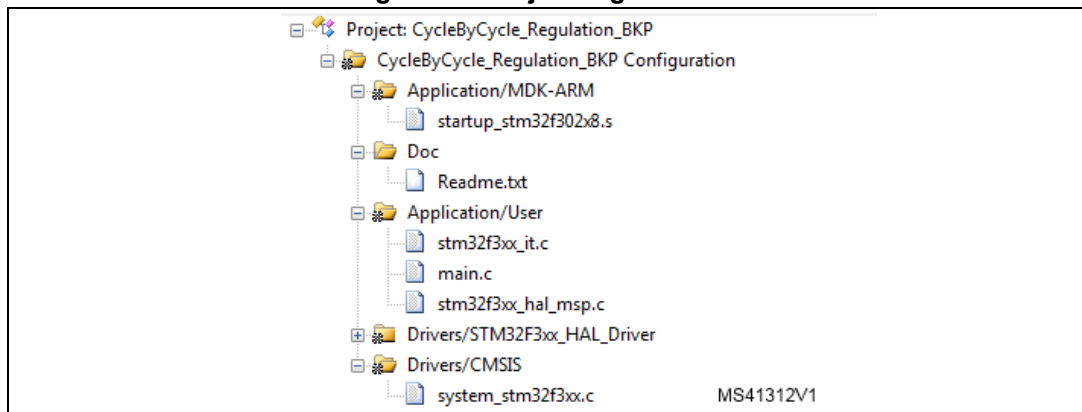 Project: CycleByCycle_Regulation_BKP
CycleByCycle_Regulation_BKP Configuration
Application/MDK-ARM
startup_stm32f302x8.s
Doc
Readme.txt
Application/User
stm32f3xx_it.c
main.c
stm32f3xx_hal_msp.c
Drivers/STM32F3xx_HAL_Driver
Drivers/CMSIS
system_stm32f3xx.c MS41312V1